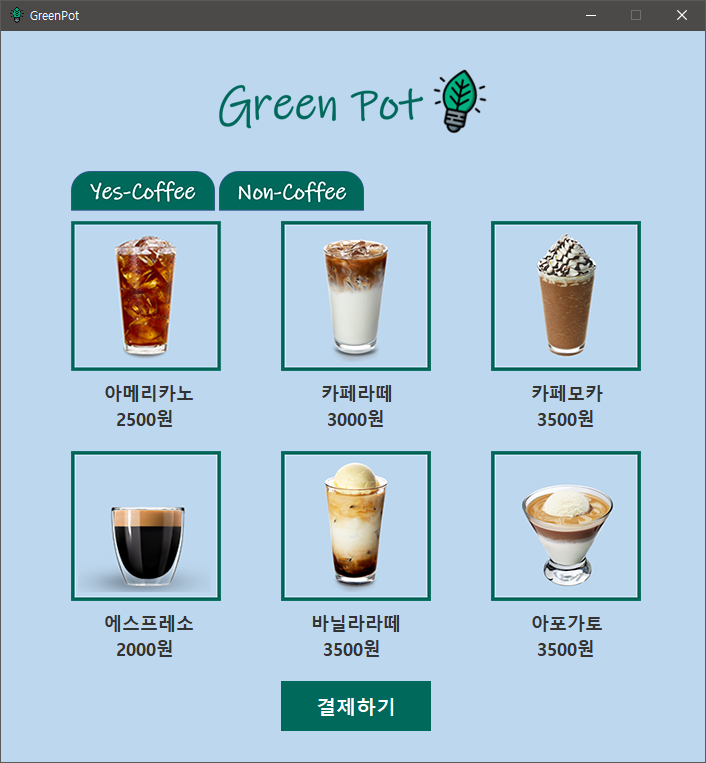 GreenPot
Green Pot
Yes-Coffee Non-Coffee
아메리카노 카페라떼 카페모카
2500원 3000원 3500원
에스프레소 바닐라라떼 아포가토
2000원 3500원 3500원
결제하기